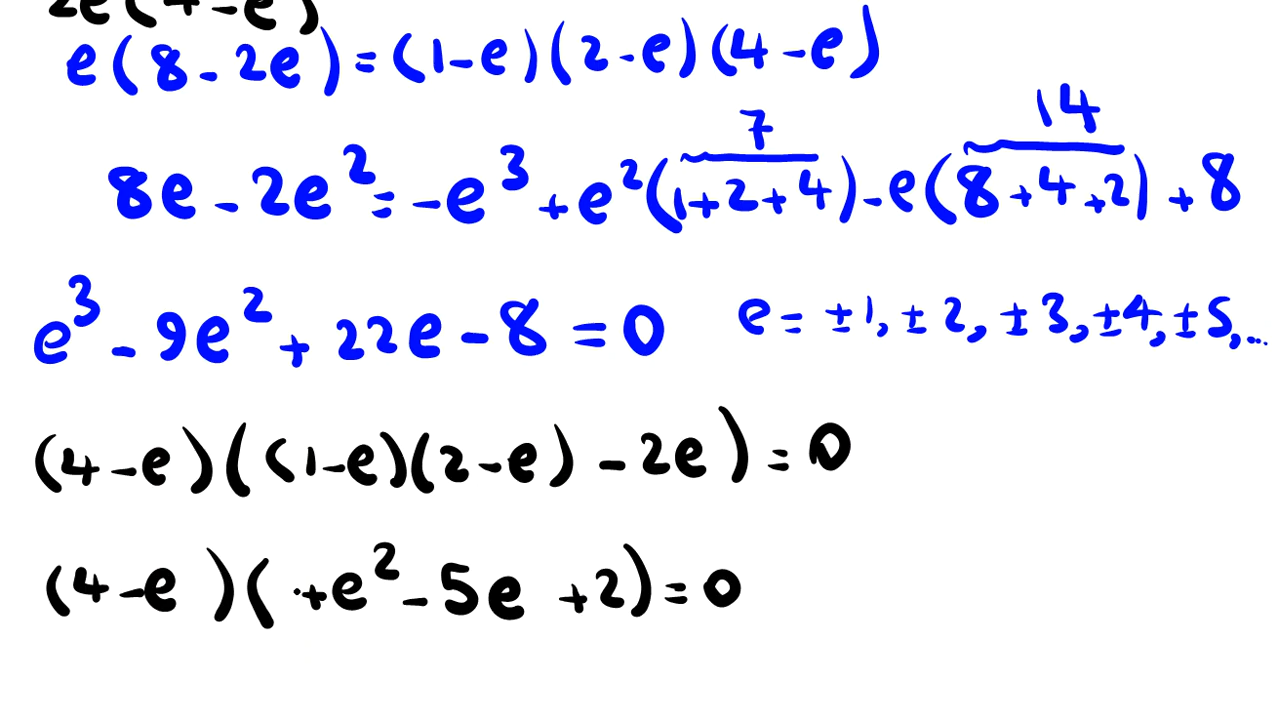 2e(4-e)
e(8-2e)=(1-e)(2-e)(4-e)
7 14
8e-2e²=-e³+e²(1+2+4)-e(8+4+2)+8
e³-9e²+22e-8=0 e=±1,±2,±3,±4,±5,...
(4-e)((1-e)(2-e)-2e)=0
(4-e)(+e²-5e+2)=0